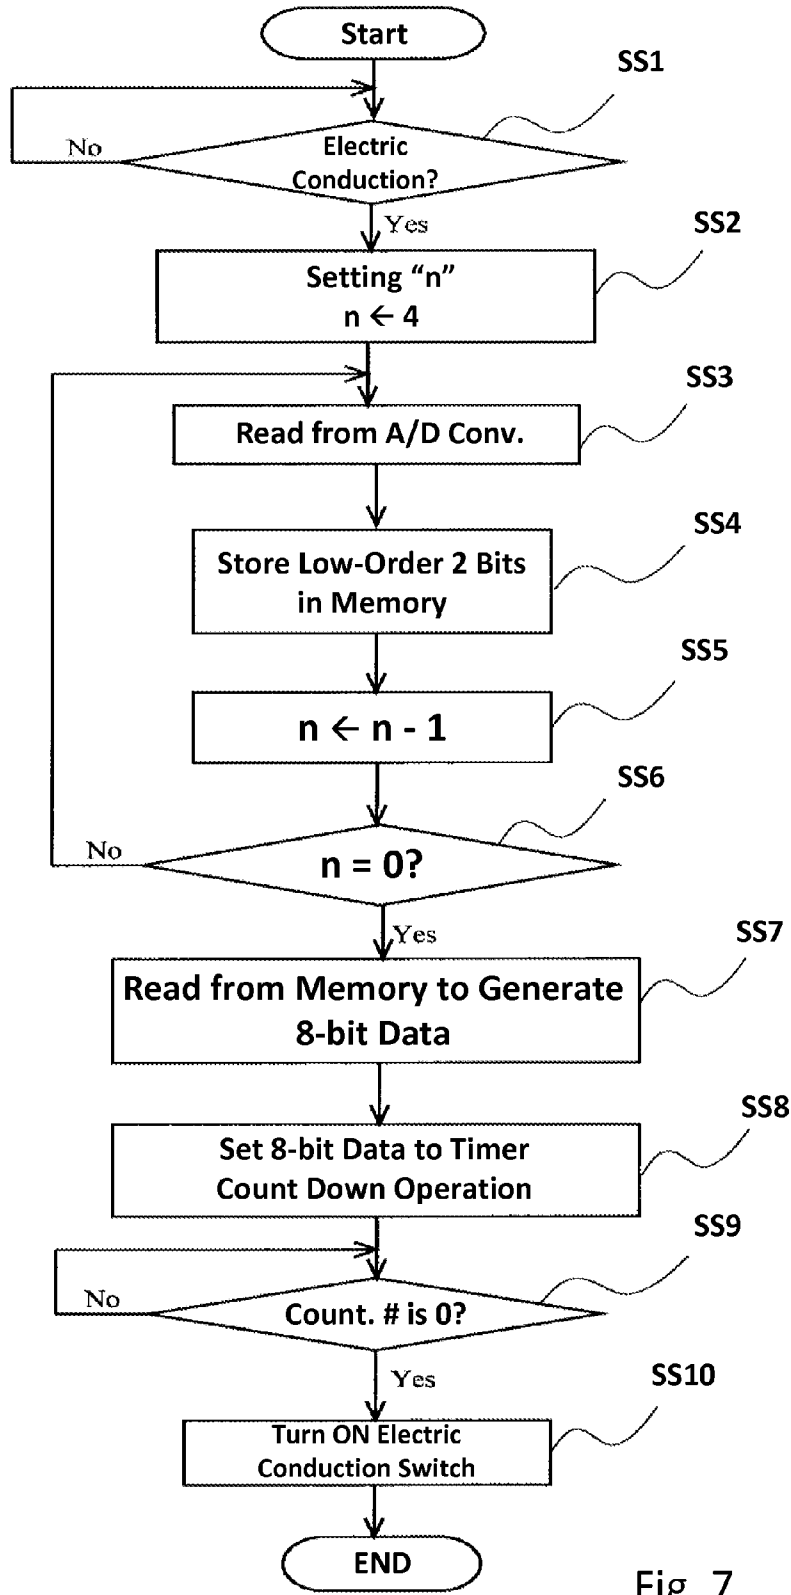 Start
SS1
Electric
Conduction?
No
Yes
SS2
Setting “n”
n ← 4
SS3
Read from A/D Conv.
SS4
Store Low-Order 2 Bits
in Memory
SS5
n ← n - 1
SS6
n = 0?
No
Yes
SS7
Read from Memory to Generate
8-bit Data
SS8
Set 8-bit Data to Timer
Count Down Operation
SS9
Count. # is 0?
No
Yes
SS10
Turn ON Electric
Conduction Switch
END
Fig. 7